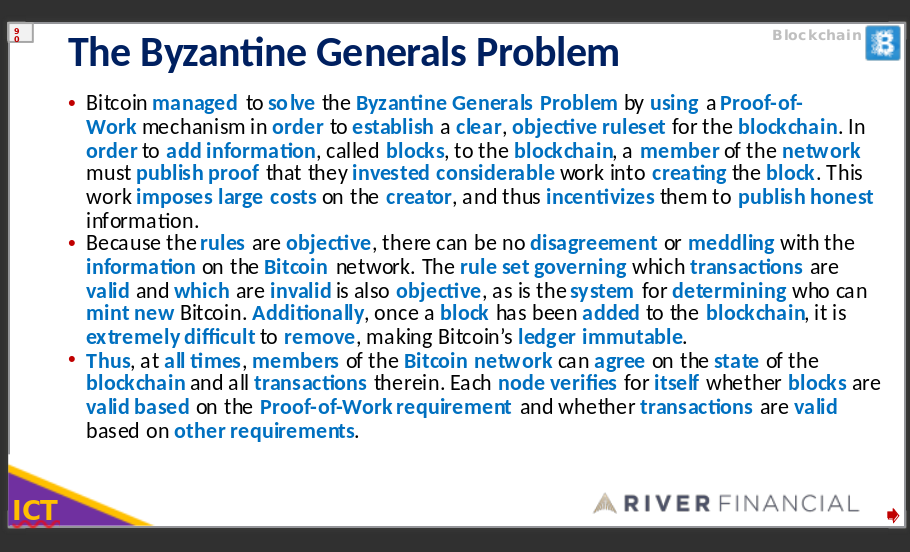 90
Blockchain
The Byzantine Generals Problem
• Bitcoin managed to solve the Byzantine Generals Problem by using a Proof-of-
Work mechanism in order to establish a clear, objective ruleset for the blockchain. In
order to add information, called blocks, to the blockchain, a member of the network
must publish proof that they invested considerable work into creating the block. This
work imposes large costs on the creator, and thus incentivizes them to publish honest
information.
• Because the rules are objective, there can be no disagreement or meddling with the
information on the Bitcoin network. The rule set governing which transactions are
valid and which are invalid is also objective, as is the system for determining who can
mint new Bitcoin. Additionally, once a block has been added to the blockchain, it is
extremely difficult to remove, making Bitcoin’s ledger immutable.
• Thus, at all times, members of the Bitcoin network can agree on the state of the
blockchain and all transactions therein. Each node verifies for itself whether blocks are
valid based on the Proof-of-Work requirement and whether transactions are valid
based on other requirements.
ICT
RIVER FINANCIAL